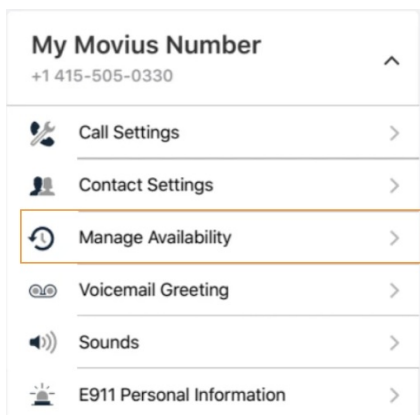 My Movius Number
+1 415-505-0330
Call Settings
Contact Settings
Manage Availability
Voicemail Greeting
Sounds
E911 Personal Information